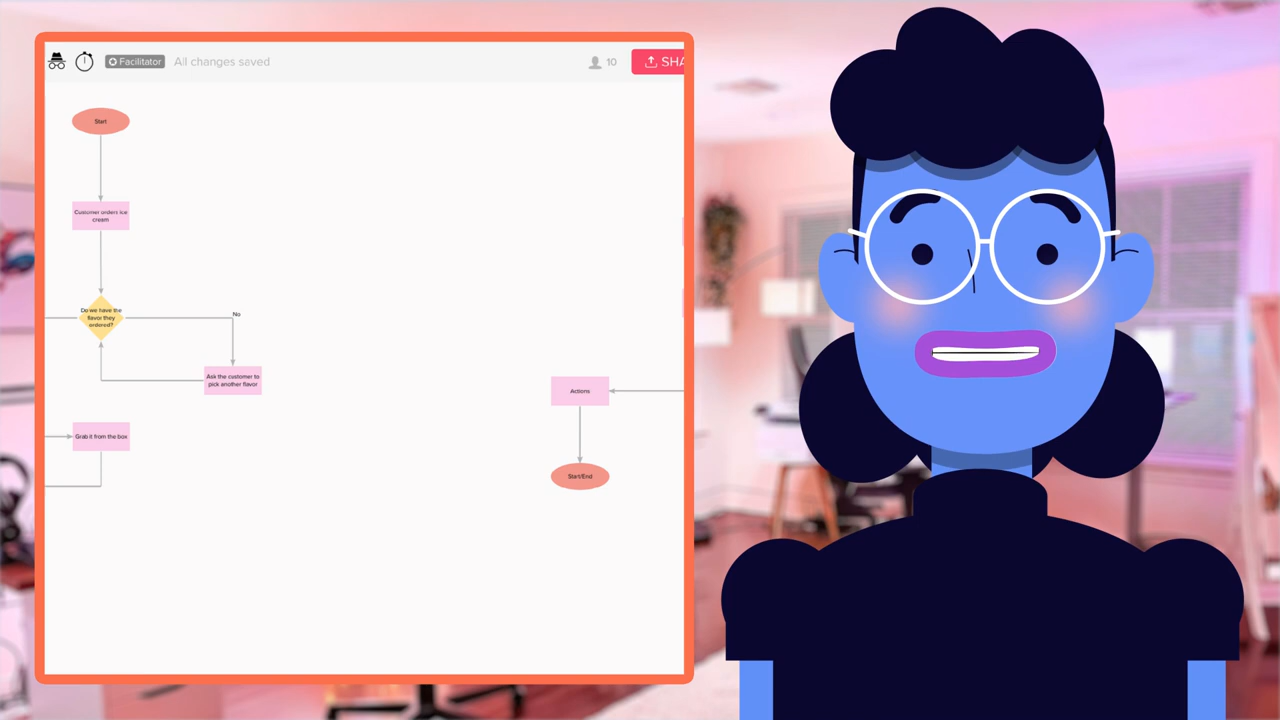 Facilitator
All changes saved
10
SHA
Start
Customer orders ice
cream
Do we have the
flavor they
ordered?
No
Ask the customer to
pick another flavor
Actions
Grab it from the box
Start/End